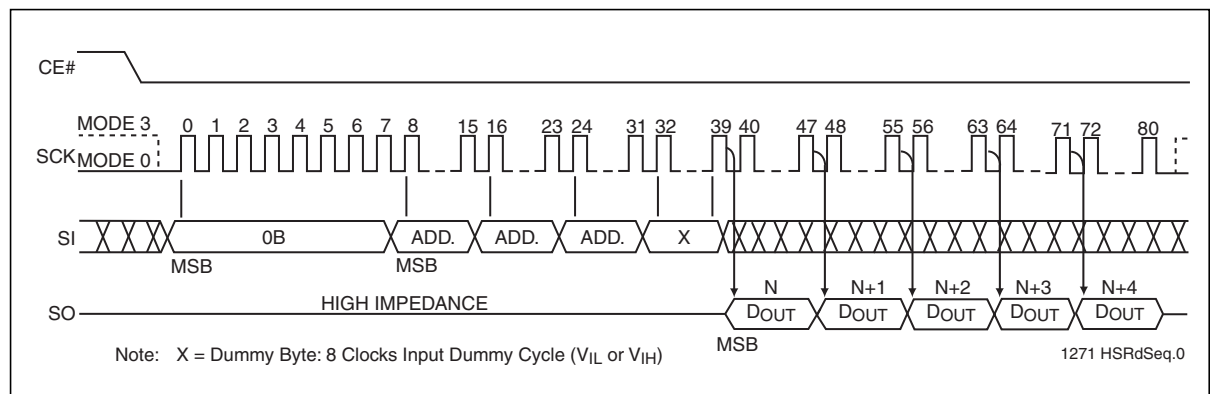 CE#
MODE 3
0 1 2 3 4 5 6 7 8 15 16 23 24 31 32 39 40 47 48 55 56 63 64 71 72 80
SCK MODE 0
SI 0B ADD. ADD. ADD. X
MSB MSB
N N+1 N+2 N+3 N+4
SO HIGH IMPEDANCE DOUT DOUT DOUT DOUT DOUT
MSB
Note: X = Dummy Byte: 8 Clocks Input Dummy Cycle (VIL or VIH)
1271 HSRdSeq.0